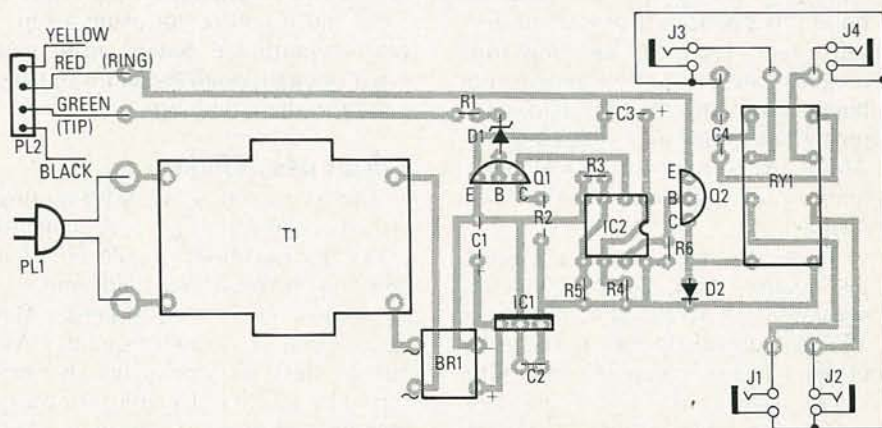 YELLOW
RED (RING)
GREEN
(TIP)
PL2
BLACK
PL1
T1
R1
D1
E B C Q1
C1
+
R2
R3
IC2
C3 +
E
B
C
Q2
R6
C4
RY1
J3
J4
R5
R4
D2
IC1
C2
BR1
~
~
+
J1
J2